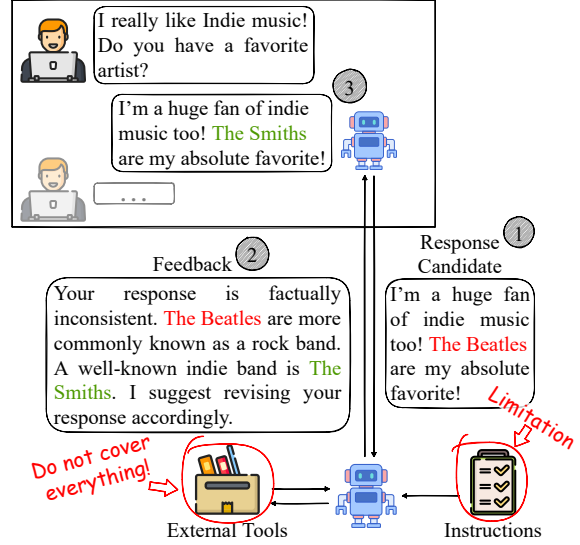 I really like Indie music!
Do you have a favorite
artist?
3
I'm a huge fan of indie
music too! The Smiths
are my absolute favorite!
...
1
Response
Candidate
2
Feedback
Your response is factually
inconsistent. The Beatles are more
commonly known as a rock band.
A well-known indie band is The
Smiths. I suggest revising your
response accordingly.
I'm a huge fan
of indie music
too! The Beatles
are my absolute
favorite!
Limitation
Do not cover
everything!
External Tools
Instructions